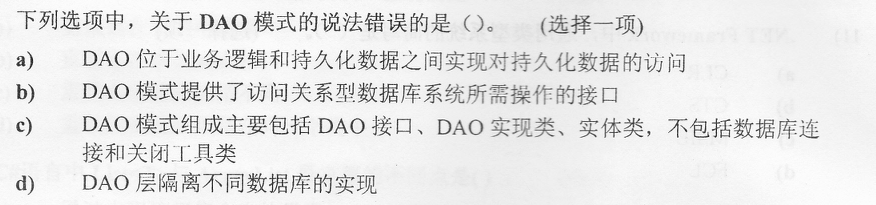 下列选项中，关于 DAO 模式的说法错误的是（）。 （选择一项)
a) DAO 位于业务逻辑和持久化数据之间实现对持久化数据的访问
b) DAO 模式提供了访问关系型数据库系统所需操作的接口
c) DAO 模式组成主要包括 DAO 接口、DAO 实现类、实体类，不包括数据库连
接和关闭工具类
d) DAO 层隔离不同数据库的实现